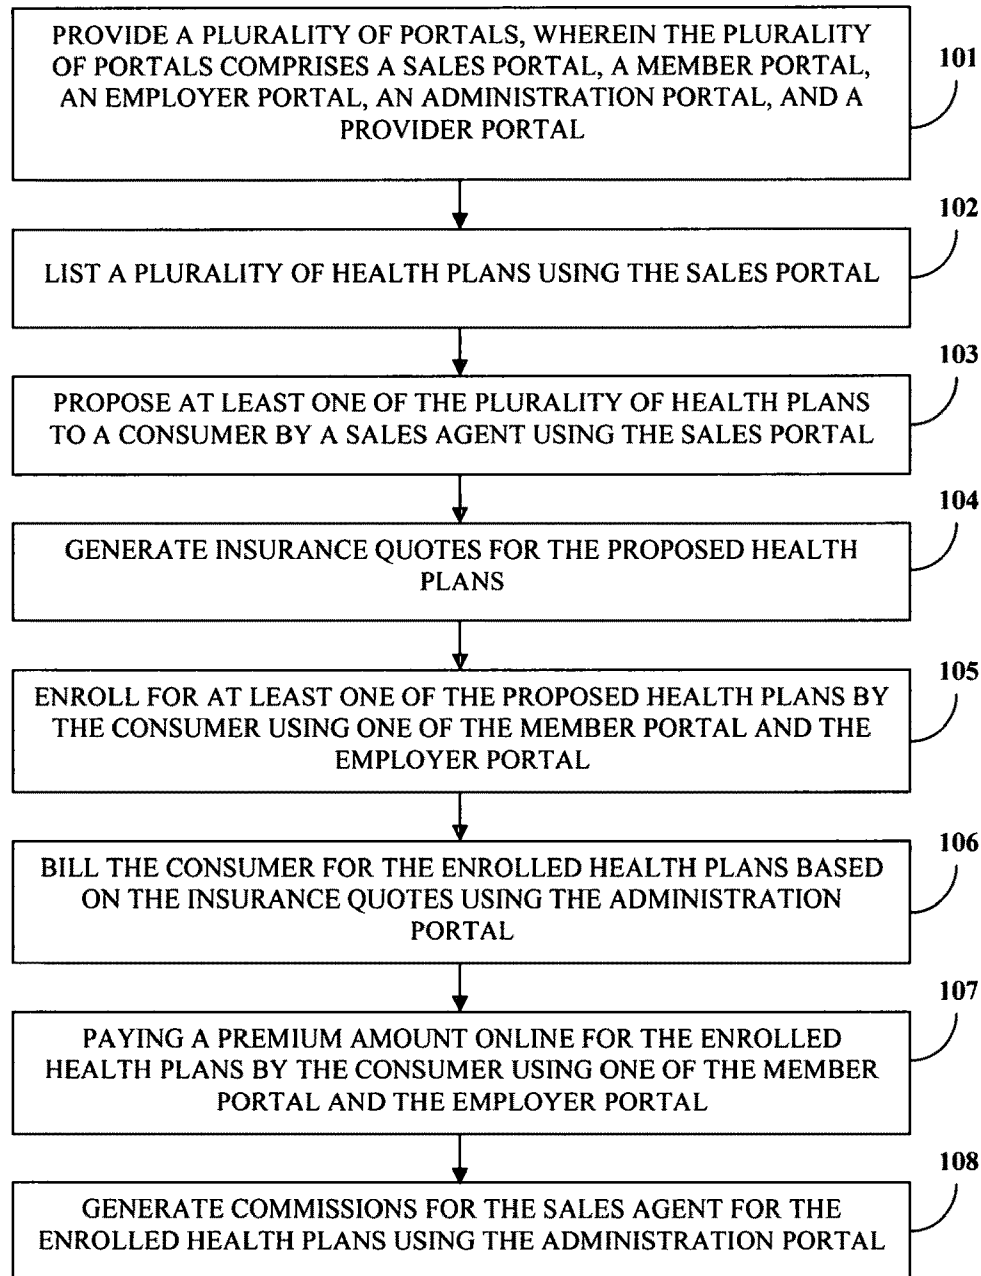 PROVIDE A PLURALITY OF PORTALS, WHEREIN THE PLURALITY
OF PORTALS COMPRISES A SALES PORTAL, A MEMBER PORTAL,
AN EMPLOYER PORTAL, AN ADMINISTRATION PORTAL, AND A
PROVIDER PORTAL
101
LIST A PLURALITY OF HEALTH PLANS USING THE SALES PORTAL
102
PROPOSE AT LEAST ONE OF THE PLURALITY OF HEALTH PLANS
TO A CONSUMER BY A SALES AGENT USING THE SALES PORTAL
103
GENERATE INSURANCE QUOTES FOR THE PROPOSED HEALTH
PLANS
104
ENROLL FOR AT LEAST ONE OF THE PROPOSED HEALTH PLANS BY
THE CONSUMER USING ONE OF THE MEMBER PORTAL AND THE
EMPLOYER PORTAL
105
BILL THE CONSUMER FOR THE ENROLLED HEALTH PLANS BASED
ON THE INSURANCE QUOTES USING THE ADMINISTRATION
PORTAL
106
PAYING A PREMIUM AMOUNT ONLINE FOR THE ENROLLED
HEALTH PLANS BY THE CONSUMER USING ONE OF THE MEMBER
PORTAL AND THE EMPLOYER PORTAL
107
GENERATE COMMISSIONS FOR THE SALES AGENT FOR THE
ENROLLED HEALTH PLANS USING THE ADMINISTRATION PORTAL
108